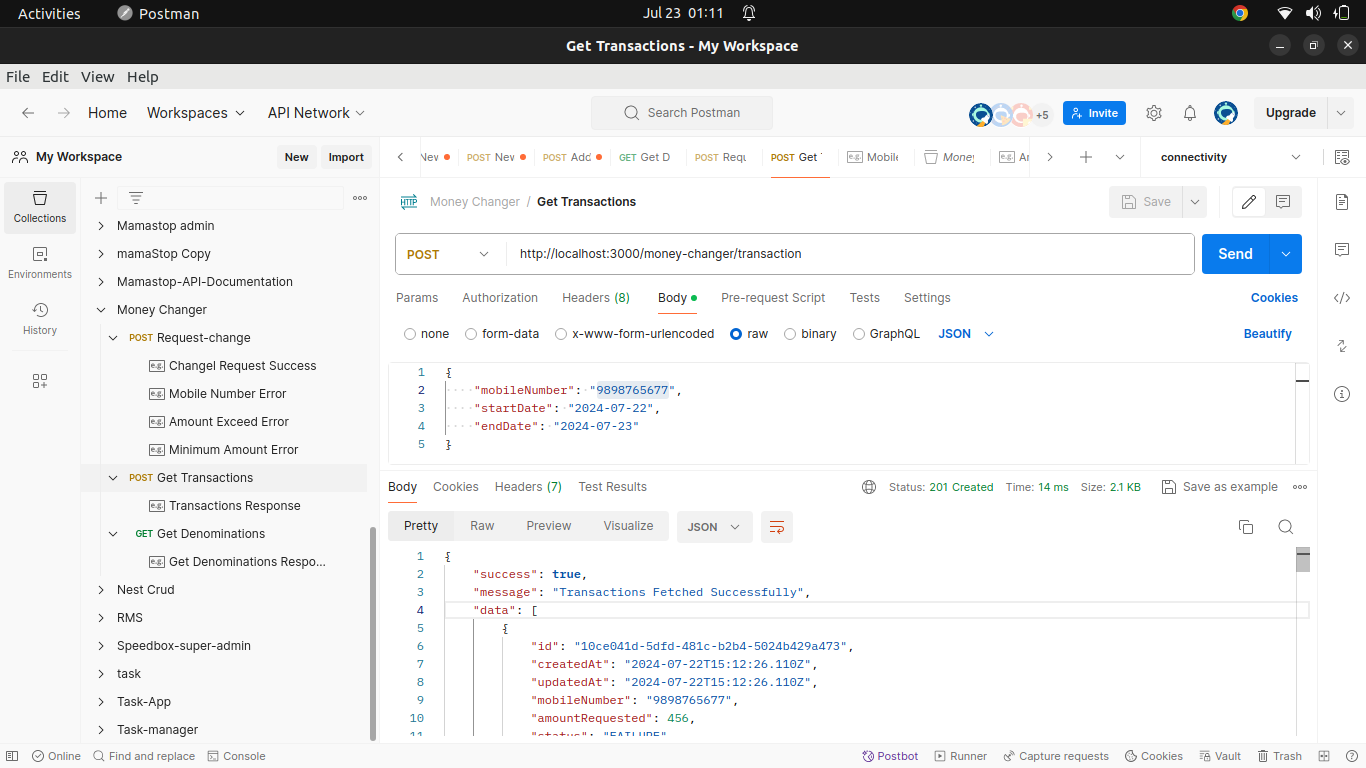 Activities Postman Jul 23 01:11
Get Transactions - My Workspace
File Edit View Help
Home Workspaces API Network Search Postman +5 Invite Upgrade
My Workspace New Import
New POST New POST Add GET Get D POST Requ POST Get e.g. Mobile Money e.g. connectivity
Collections
Environments
History
Mamastop admin
mamaStop Copy
Mamastop-API-Documentation
Money Changer
POST Request-change
e.g. Changel Request Success
e.g. Mobile Number Error
e.g. Amount Exceed Error
e.g. Minimum Amount Error
POST Get Transactions
e.g. Transactions Response
GET Get Denominations
e.g. Get Denominations Respo...
Nest Crud
RMS
Speedbox-super-admin
task
Task-App
Task-manager
HTTP Money Changer / Get Transactions Save
POST http://localhost:3000/money-changer/transaction Send
Params Authorization Headers (8) Body Pre-request Script Tests Settings Cookies
none form-data x-www-form-urlencoded raw binary GraphQL JSON Beautify
1 {
2 "mobileNumber": "9898765677",
3 "startDate": "2024-07-22",
4 "endDate": "2024-07-23"
5 }
Body Cookies Headers (7) Test Results Status: 201 Created Time: 14 ms Size: 2.1 KB Save as example
Pretty Raw Preview Visualize JSON
1 {
2 "success": true,
3 "message": "Transactions Fetched Successfully",
4 "data": [
5 {
6 "id": "10ce041d-5dfd-481c-b2b4-5024b429a473",
7 "createdAt": "2024-07-22T15:12:26.110Z",
8 "updatedAt": "2024-07-22T15:12:26.110Z",
9 "mobileNumber": "9898765677",
10 "amountRequested": 456,
11 "status": "FAILURE"
Online Find and replace Console Postbot Runner Capture requests Cookies Vault Trash